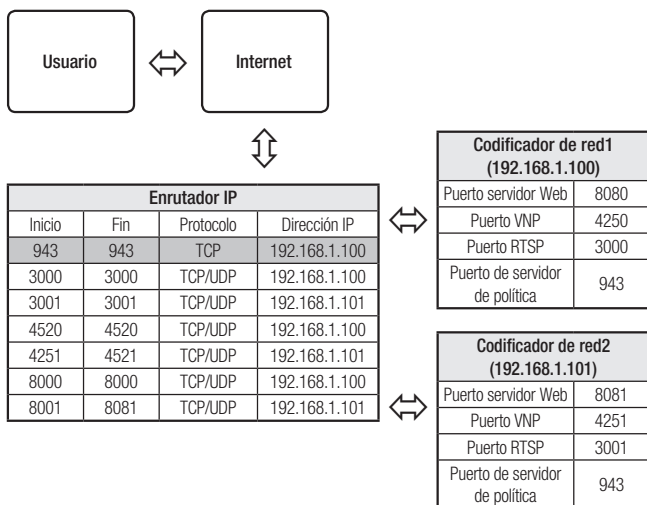 Usuario
Internet
Enrutador IP
Inicio Fin Protocolo Dirección IP
943 943 TCP 192.168.1.100
3000 3000 TCP/UDP 192.168.1.100
3001 3001 TCP/UDP 192.168.1.101
4520 4520 TCP/UDP 192.168.1.100
4251 4521 TCP/UDP 192.168.1.101
8000 8000 TCP/UDP 192.168.1.100
8001 8081 TCP/UDP 192.168.1.101
Codificador de red1
(192.168.1.100)
Puerto servidor Web 8080
Puerto VNP 4250
Puerto RTSP 3000
Puerto de servidor
de política 943
Codificador de red2
(192.168.1.101)
Puerto servidor Web 8081
Puerto VNP 4251
Puerto RTSP 3001
Puerto de servidor
de política 943